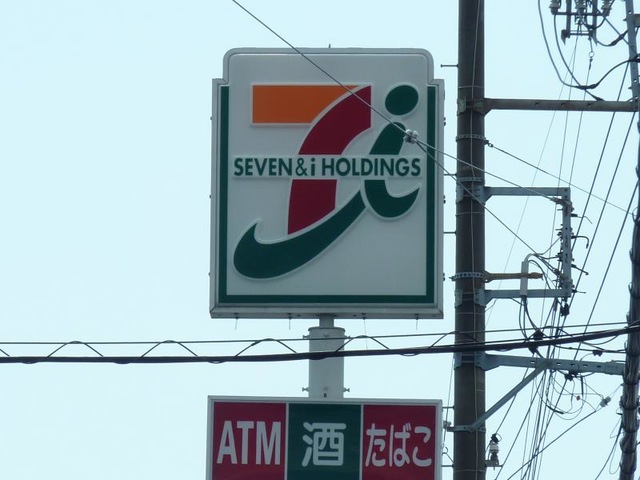 SEVEN&i HOLDINGS
ATM 酒 たばこ